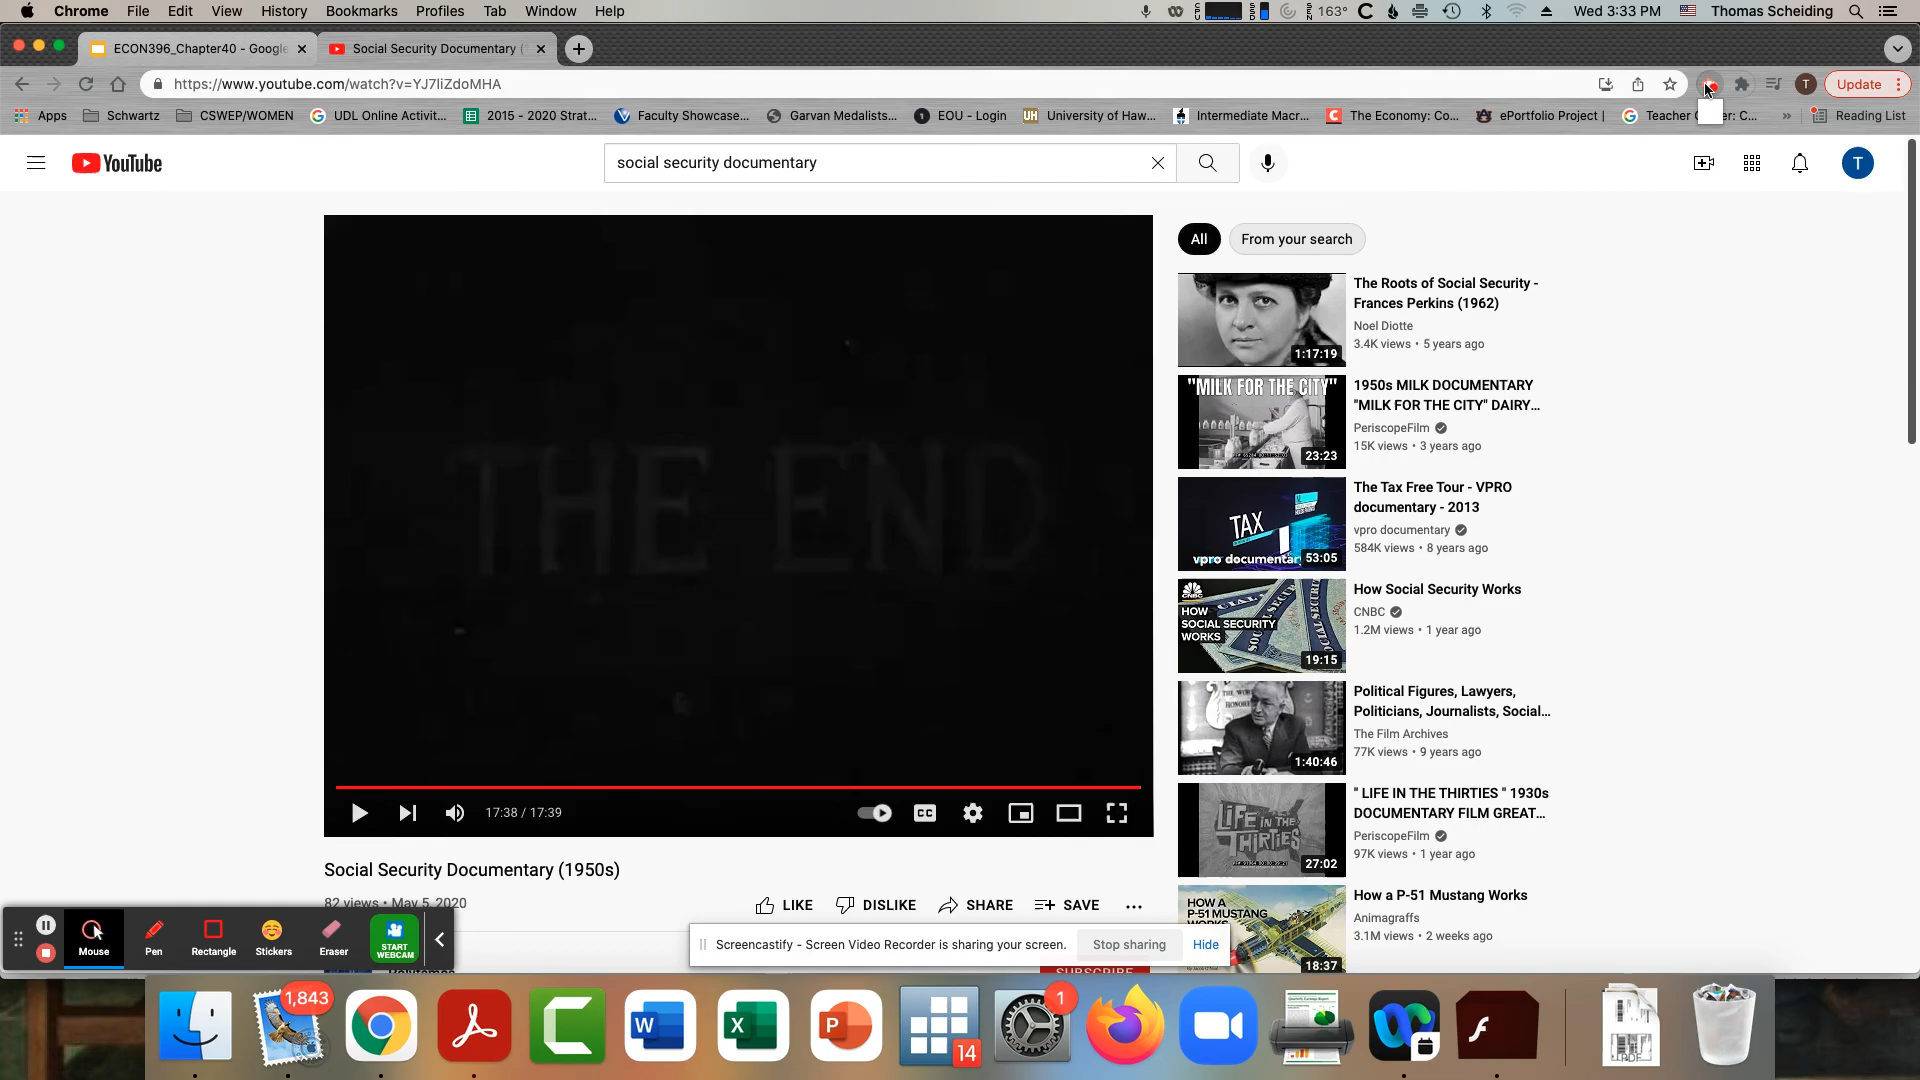 Chrome File Edit View History Bookmarks Profiles Tab Window Help
163° Wed 3:33 PM Thomas Scheiding
ECON396_Chapter40 - Google
Social Security Documentary (
https://www.youtube.com/watch?v=YJ7liZdoMHA
T
Update
Apps Schwartz CSWEP/WOMEN UDL Online Activit... 2015 - 2020 Strat... Faculty Showcase... Garvan Medalists... EOU - Login University of Haw... Intermediate Macr... The Economy: Co... ePortfolio Project | » Reading List
YouTube
social security documentary
T
All
From your search
THE END
The Roots of Social Security -
Frances Perkins (1962)
Noel Diotte
3.4K views • 5 years ago
1:17:19
"MILK FOR THE CITY"
1950s MILK DOCUMENTARY
"MILK FOR THE CITY" DAIRY...
PeriscopeFilm
15K views • 3 years ago
23:23
TAX
vpro documentar
The Tax Free Tour - VPRO
documentary - 2013
vpro documentary
584K views • 8 years ago
53:05
CNBC
HOW
SOCIAL SECURITY
WORKS
How Social Security Works
CNBC
1.2M views • 1 year ago
19:15
Political Figures, Lawyers,
Politicians, Journalists, Social...
The Film Archives
77K views • 9 years ago
1:40:46
LIFE IN THE
THIRTIES
" LIFE IN THE THIRTIES " 1930s
DOCUMENTARY FILM GREAT...
PeriscopeFilm
97K views • 1 year ago
27:02
HOW A
P-51 MUSTANG
WORKS
How a P-51 Mustang Works
Animagraffs
3.1M views • 2 weeks ago
18:37
17:38 / 17:39
CC
Social Security Documentary (1950s)
82 views • May 5, 2020
LIKE DISLIKE SHARE SAVE ...
Mouse Pen Rectangle Stickers Eraser START
WEBCAM
Screencastify - Screen Video Recorder is sharing your screen. Stop sharing Hide
SUBSCRIBE
1,843
W
X
P
14
1
PDF